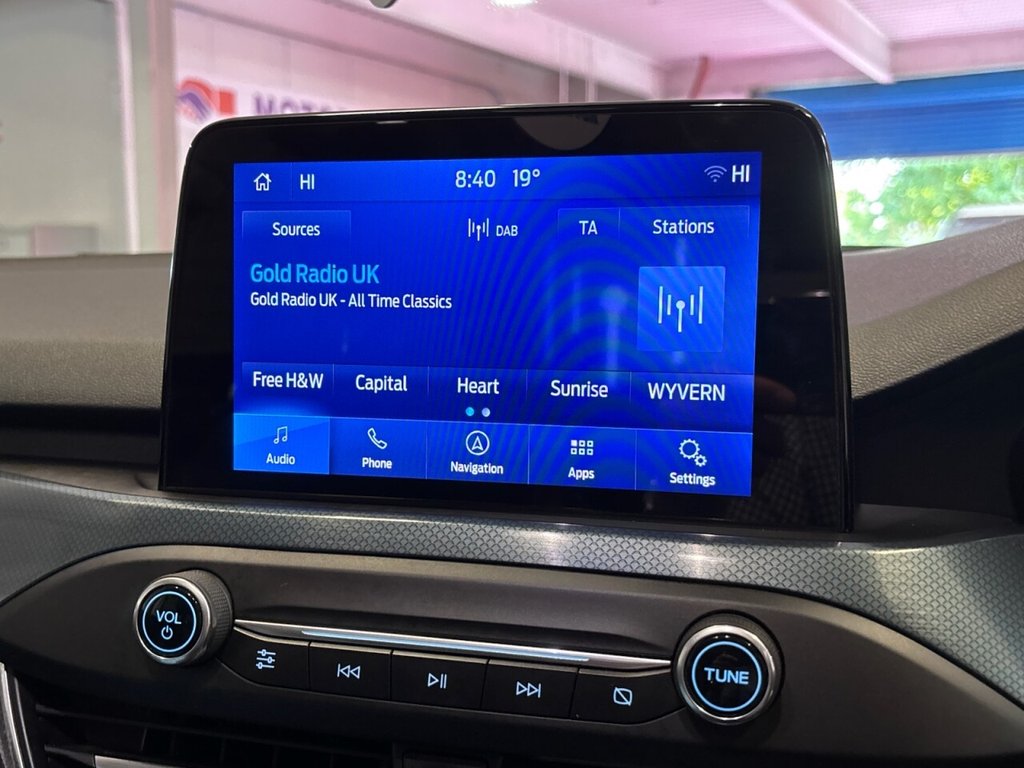 MOTOR
HI 8:40 19° HI
Sources DAB TA Stations
Gold Radio UK
Gold Radio UK - All Time Classics
Free H&W Capital Heart Sunrise WYVERN
Audio Phone Navigation Apps Settings
VOL
TUNE